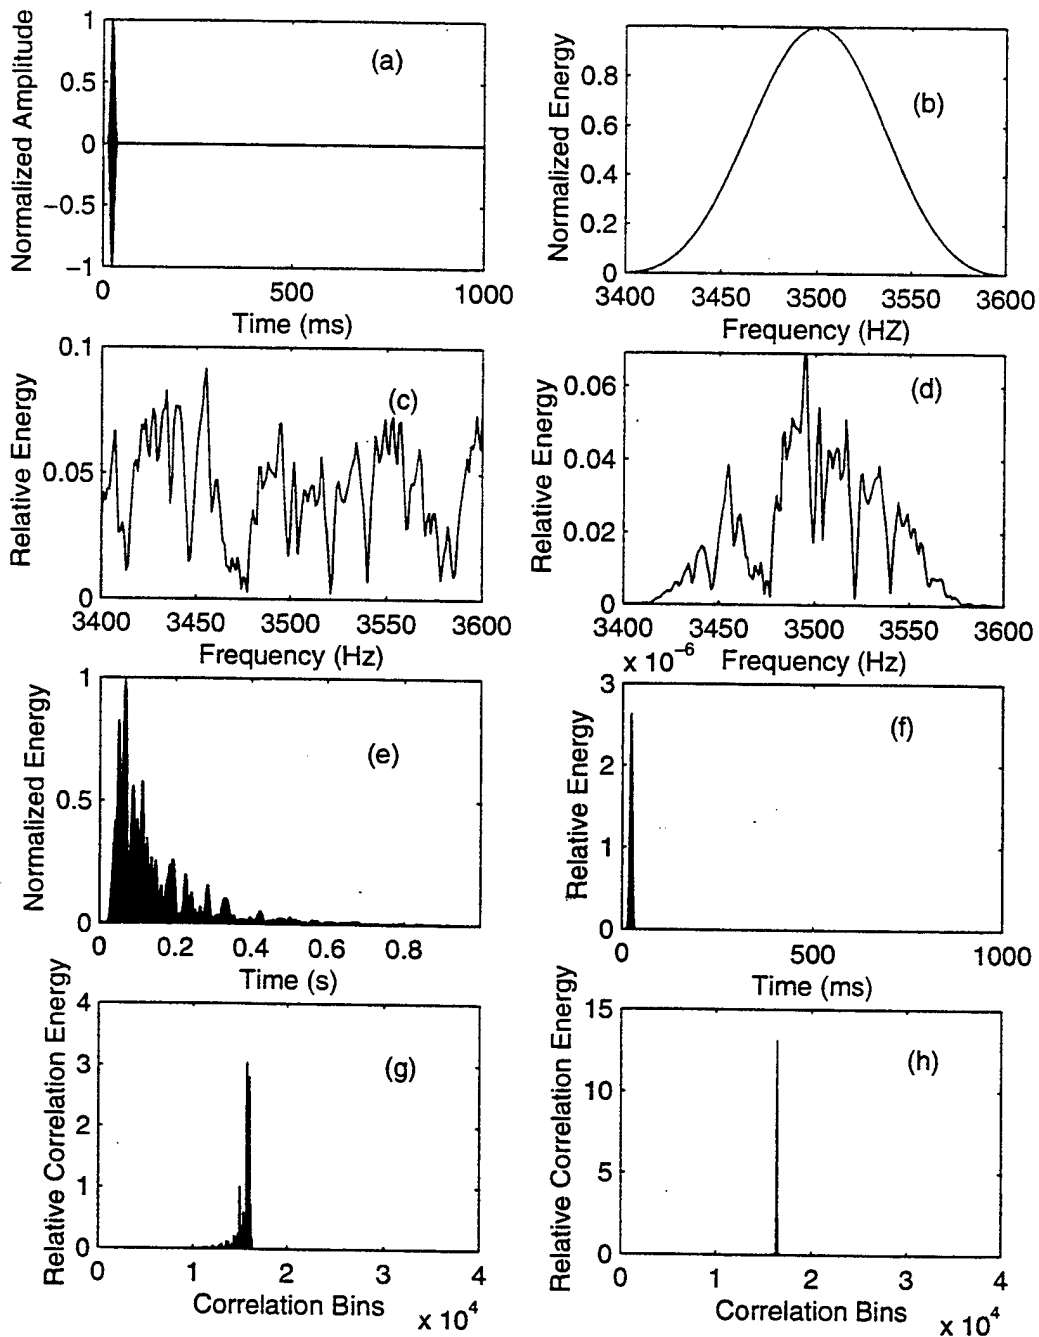 Normalized Amplitude
1
0.5
0
−0.5
−1
(a)
0
500
1000
Time (ms)
Normalized Energy
0.8
0.6
0.4
0.2
0
(b)
3400
3450
3500
3550
3600
Frequency (HZ)
Relative Energy
0.1
0.05
0
(c)
3400
3450
3500
3550
3600
Frequency (Hz)
Relative Energy
0.06
0.04
0.02
0
(d)
3400
3450
3500
3550
3600
Frequency (Hz)
Normalized Energy
1
0.5
0
(e)
0
0.2
0.4
0.6
0.8
Time (s)
x 10⁻⁶
Relative Energy
3
2
1
0
(f)
0
500
1000
Time (ms)
Relative Correlation Energy
4
3
2
1
0
(g)
0
1
2
3
4
Correlation Bins
x 10⁴
Relative Correlation Energy
15
10
5
0
(h)
0
1
2
3
4
Correlation Bins
x 10⁴